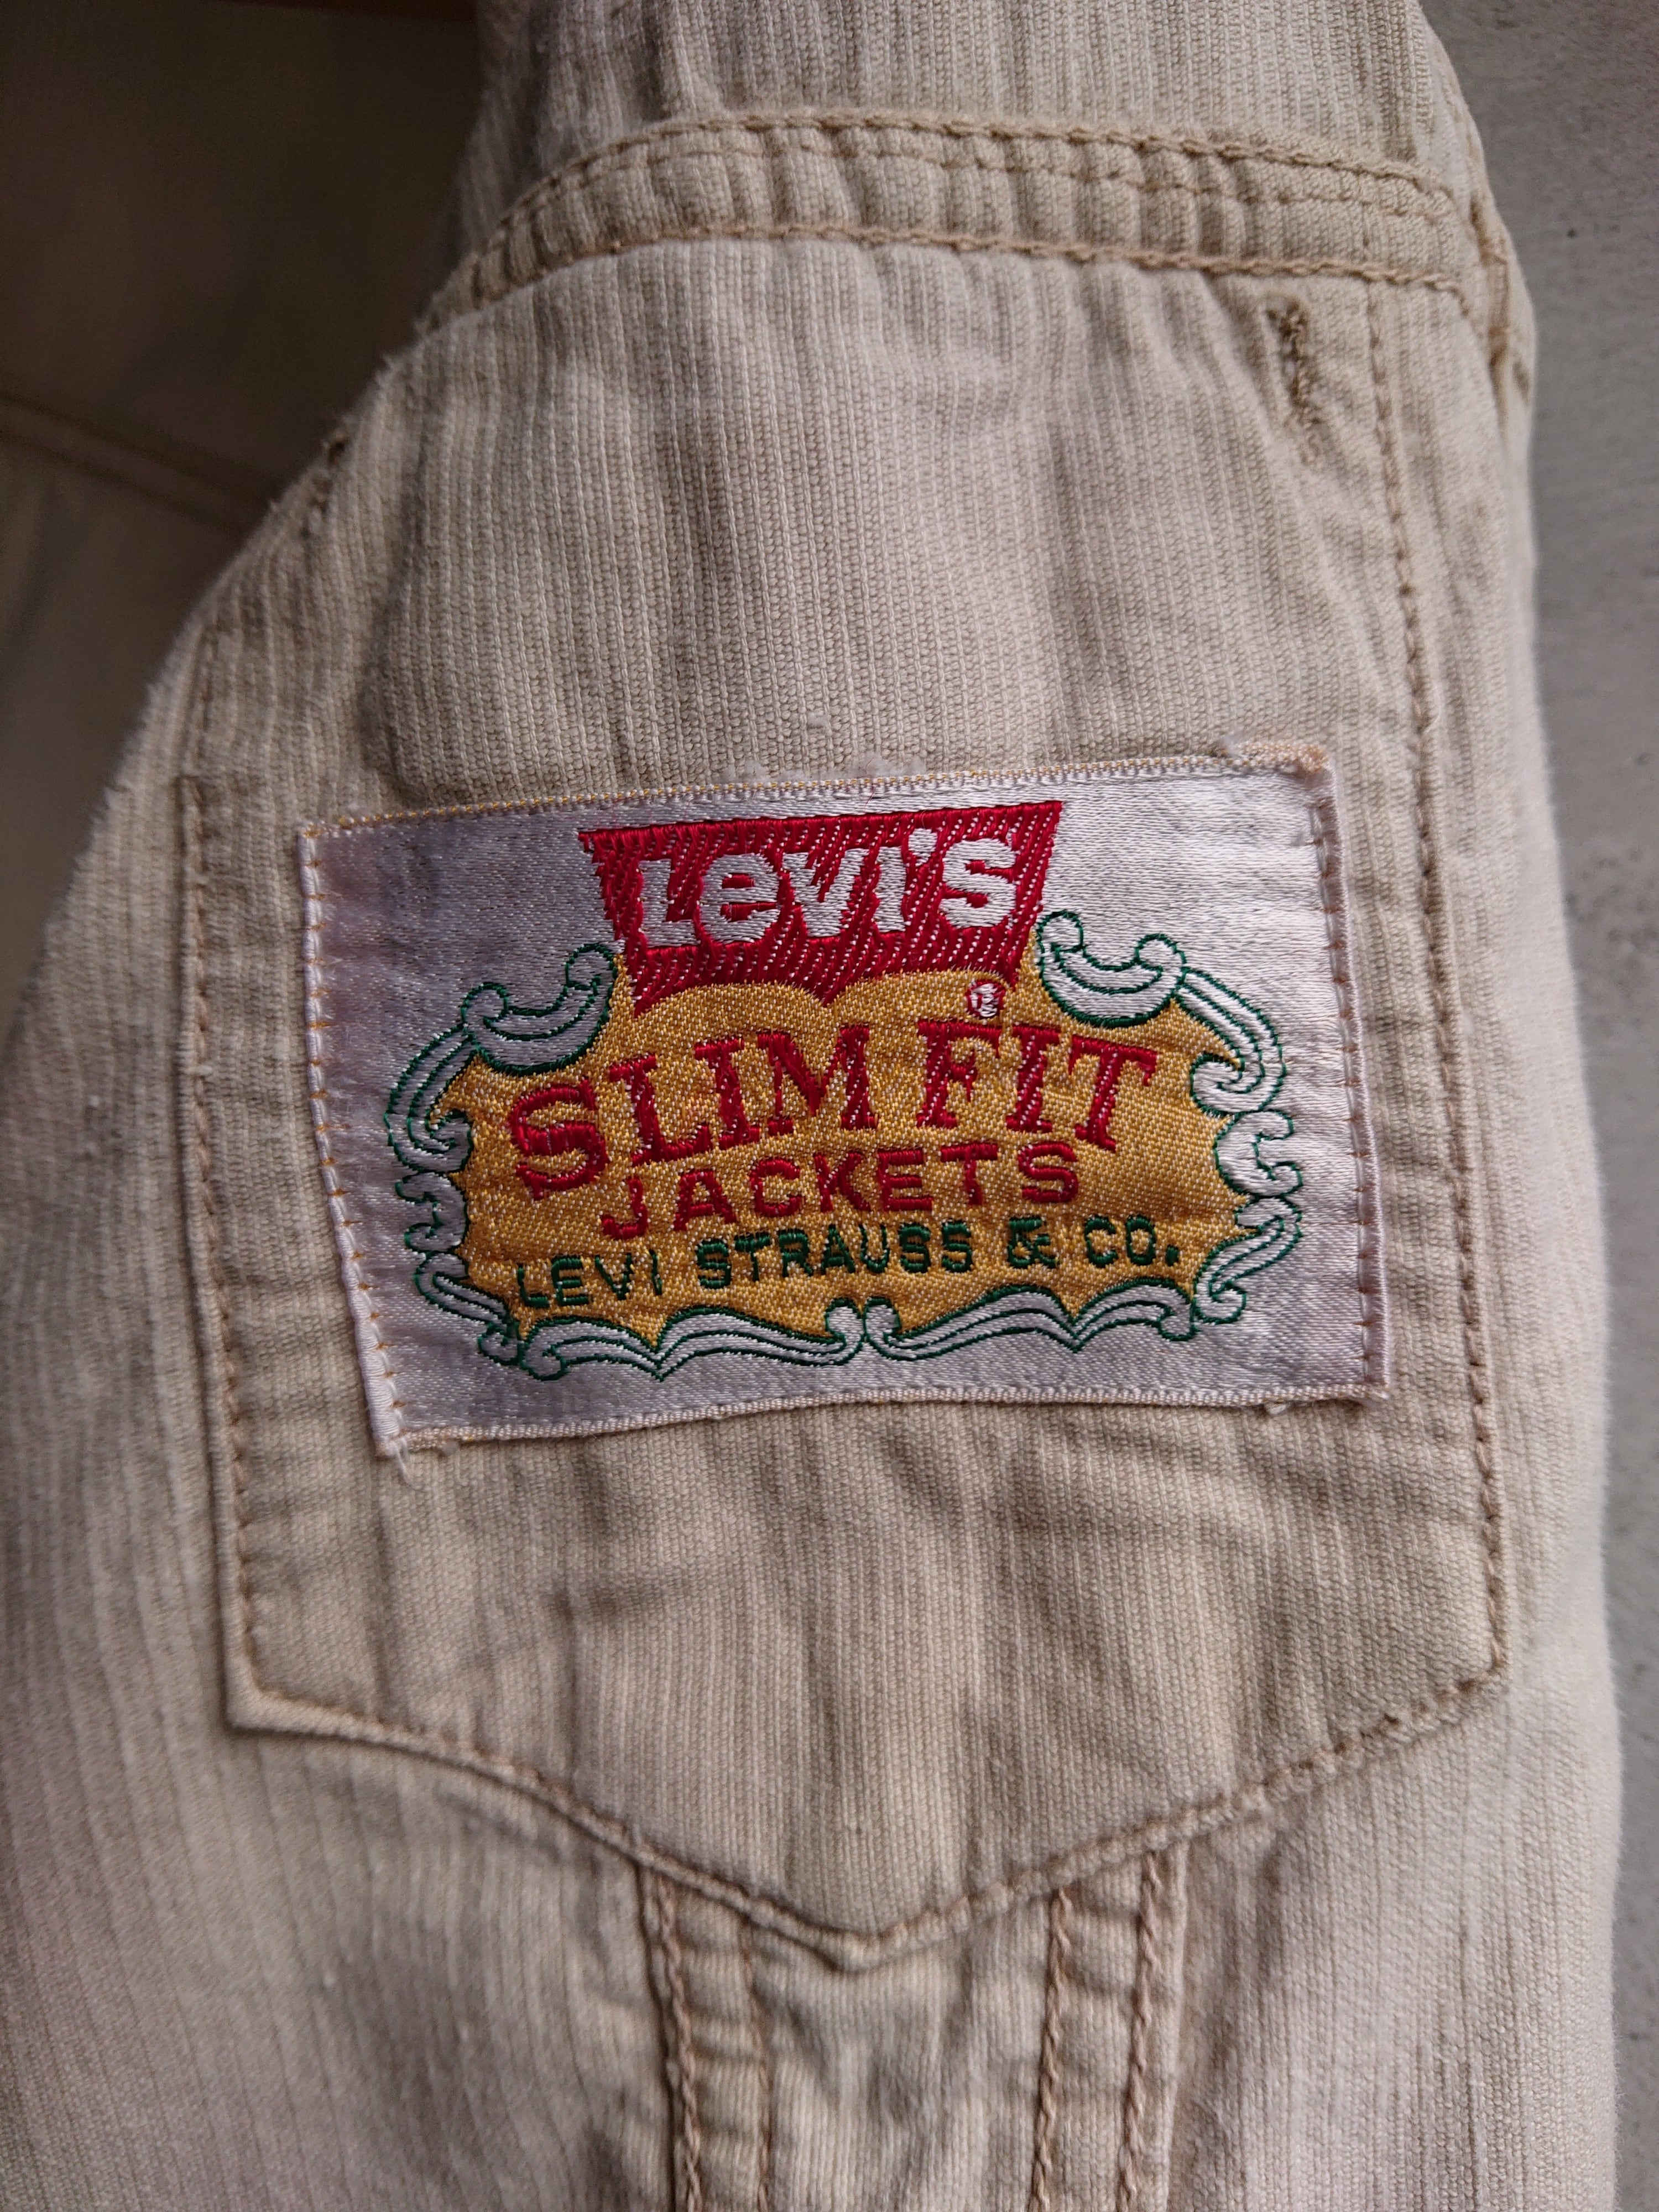 Levi's
®
SLIM FIT
JACKETS
LEVI STRAUSS & CO.